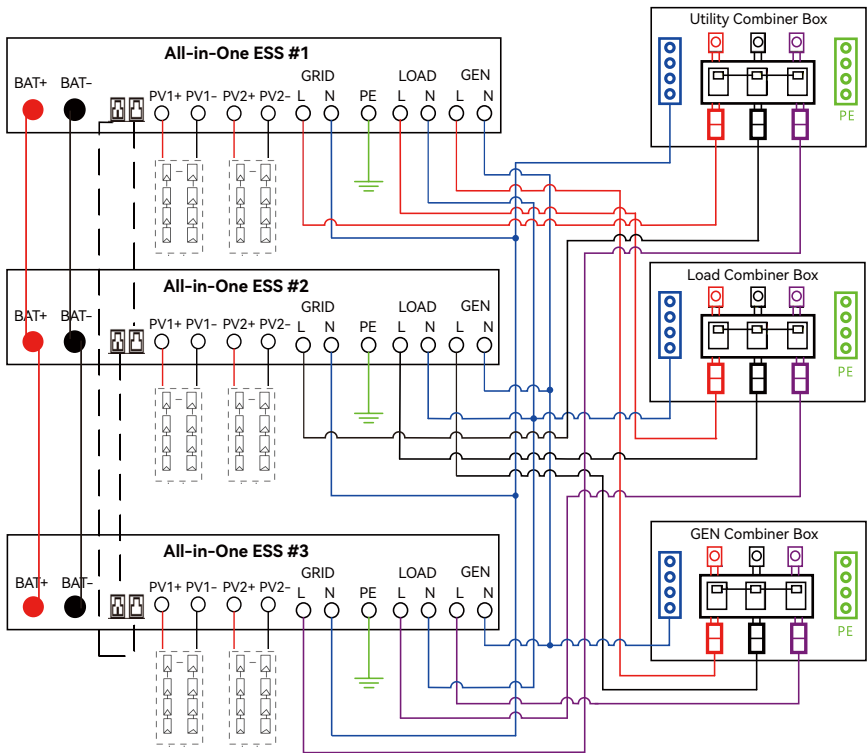 Utility Combiner Box
PE
All-in-One ESS #1
BAT+ BAT– PV1+ PV1– PV2+ PV2– GRID LOAD GEN
L N PE L N L N
Load Combiner Box
PE
All-in-One ESS #2
BAT+ BAT– PV1+ PV1– PV2+ PV2– GRID LOAD GEN
L N PE L N L N
GEN Combiner Box
PE
All-in-One ESS #3
BAT+ BAT– PV1+ PV1– PV2+ PV2– GRID LOAD GEN
L N PE L N L N